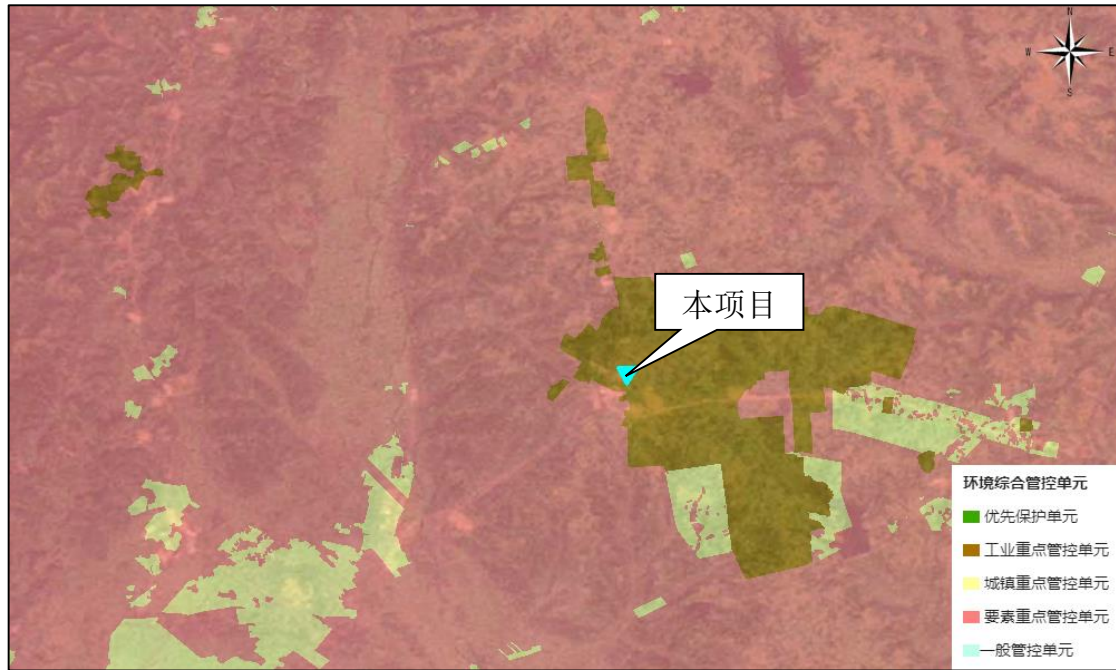 N
W
E
S
本项目
环境综合管控单元
优先保护单元
工业重点管控单元
城镇重点管控单元
要素重点管控单元
一般管控单元